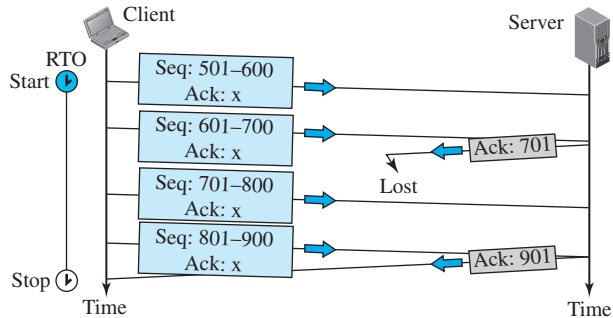 Client
Server
RTO
Start
Seq: 501–600
Ack: x
Seq: 601–700
Ack: x
Ack: 701
Lost
Seq: 701–800
Ack: x
Seq: 801–900
Ack: x
Ack: 901
Stop
Time
Time